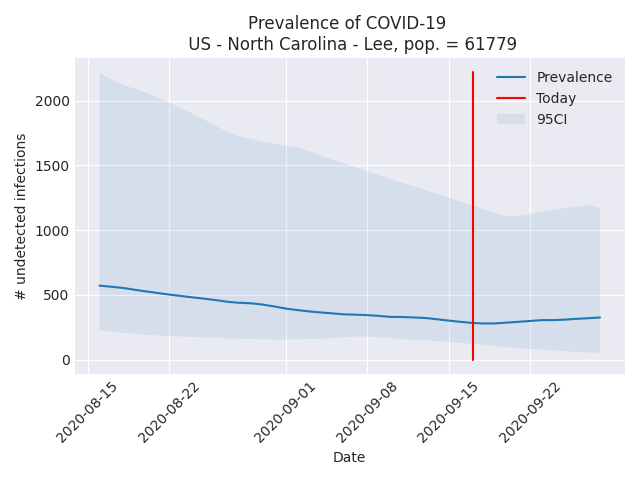 Prevalence of COVID-19
US - North Carolina - Lee, pop. = 61779
Prevalence
Today
95CI
# undetected infections
2000
1500
1000
500
0
2020-08-15
2020-08-22
2020-09-01
2020-09-08
2020-09-15
2020-09-22
Date